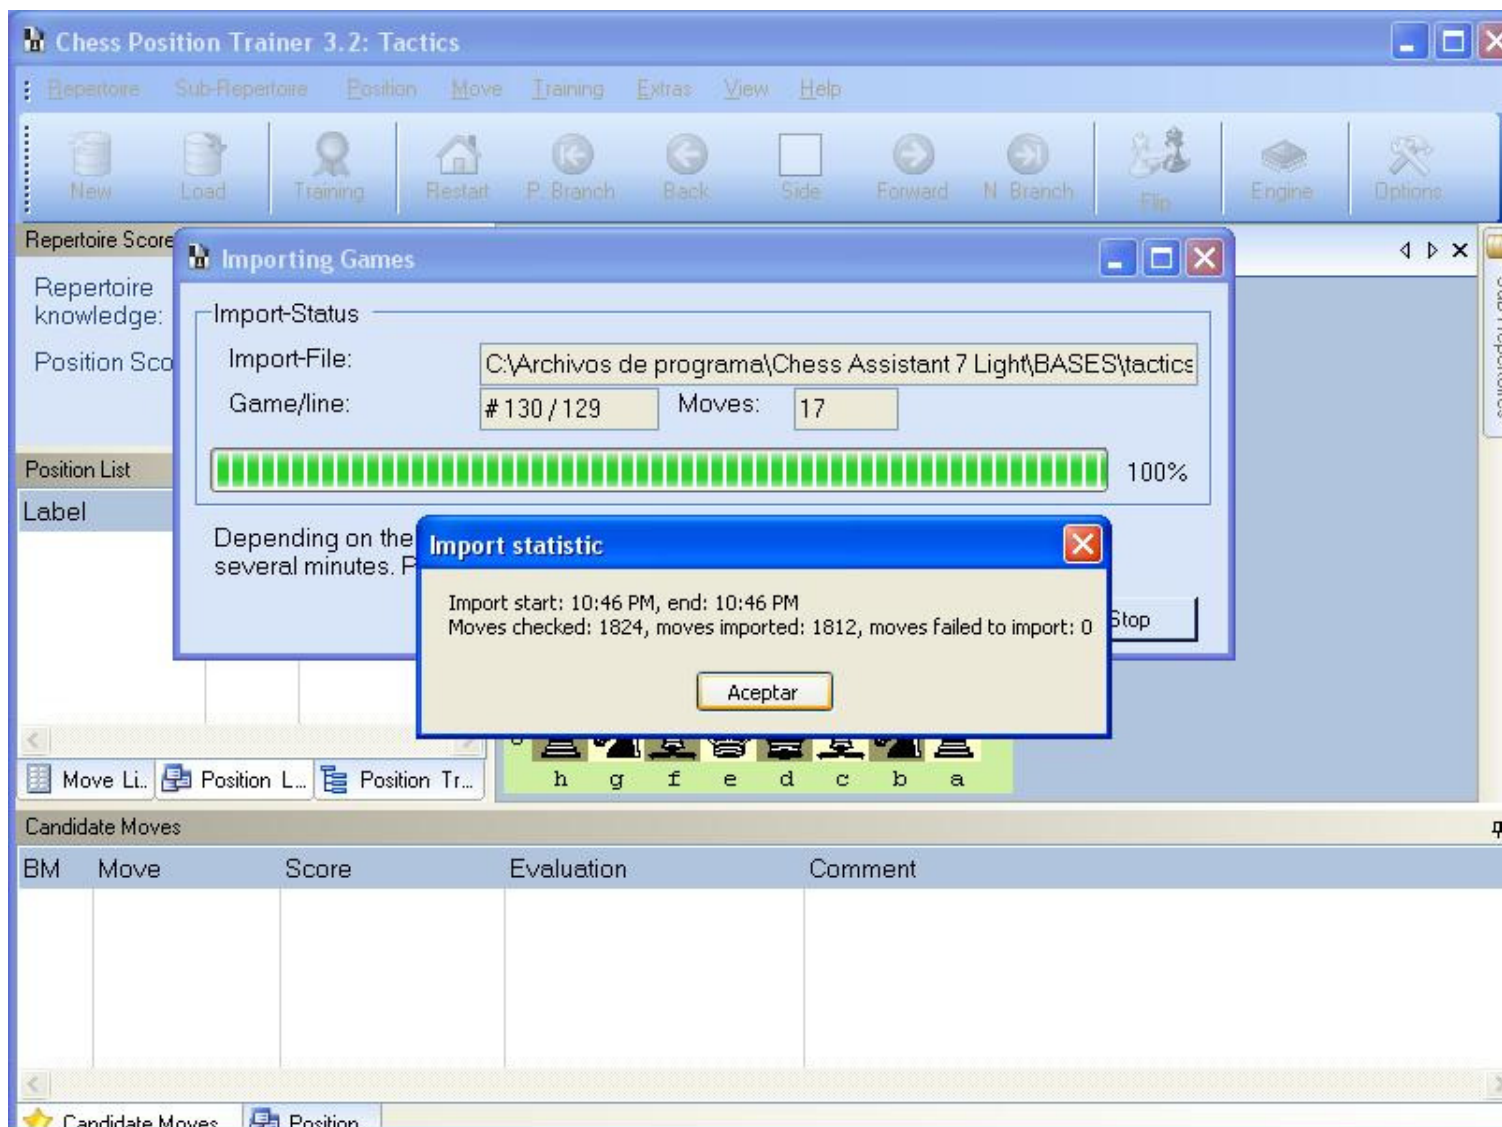 Chess Position Trainer 3.2: Tactics
Repertoire Sub-Repertoire Position Move Training Extras View Help
New Load Training Restart P. Branch Back Side Forward N. Branch Flip Engine Options
Repertoire Score
Repertoire
knowledge:
Position Sco
Importing Games
Import-Status
Import-File: C:\Archivos de programa\Chess Assistant 7 Light\BASES\tactics
Game/line: # 130 / 129 Moves: 17
100%
Depending on the
several minutes. P
Stop
Import statistic
Import start: 10:46 PM, end: 10:46 PM
Moves checked: 1824, moves imported: 1812, moves failed to import: 0
Aceptar
Position List
Label
h g f e d c b a
Move Li... Position L... Position Tr...
Candidate Moves
BM Move Score Evaluation Comment
Candidate Moves Position